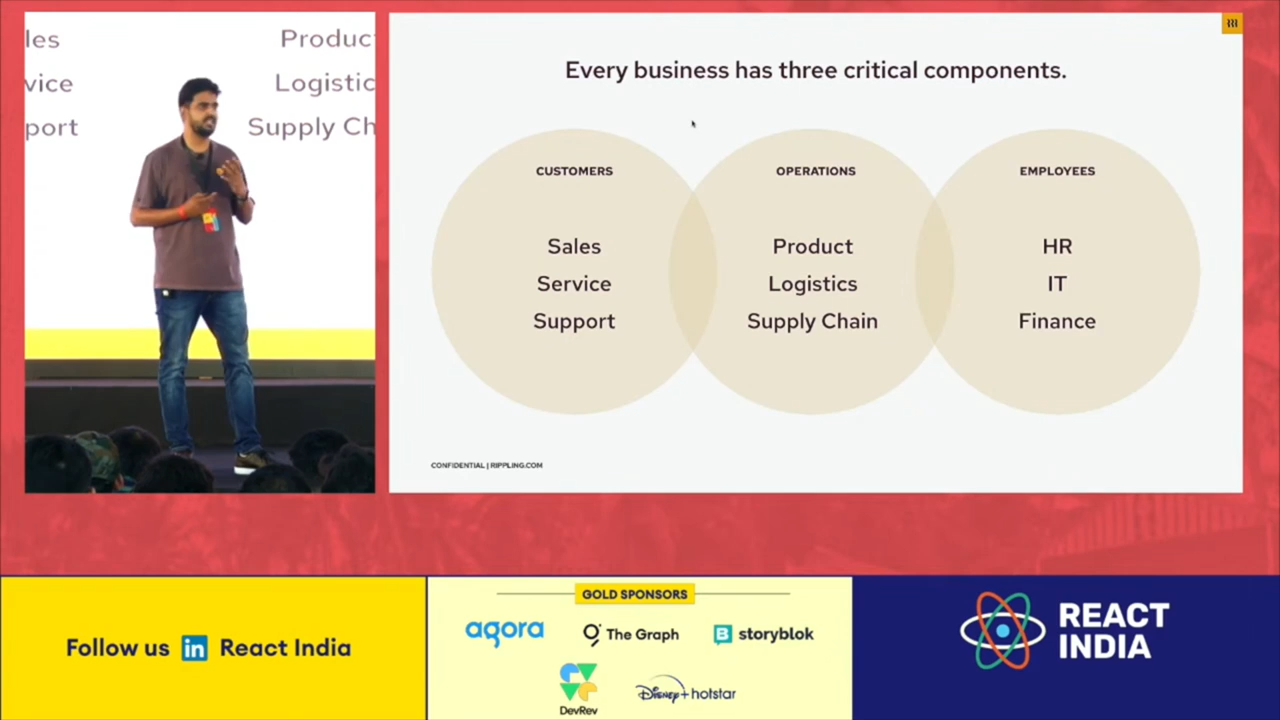 les
vice
port
Product
Logistic
Supply Ch
Every business has three critical components.
CUSTOMERS
Sales
Service
Support
OPERATIONS
Product
Logistics
Supply Chain
EMPLOYEES
HR
IT
Finance
CONFIDENTIAL | RIPPLING.COM
Follow us in React India
GOLD SPONSORS
agora
The Graph
B storyblok
DevRev
Disney+ hotstar
REACT
INDIA